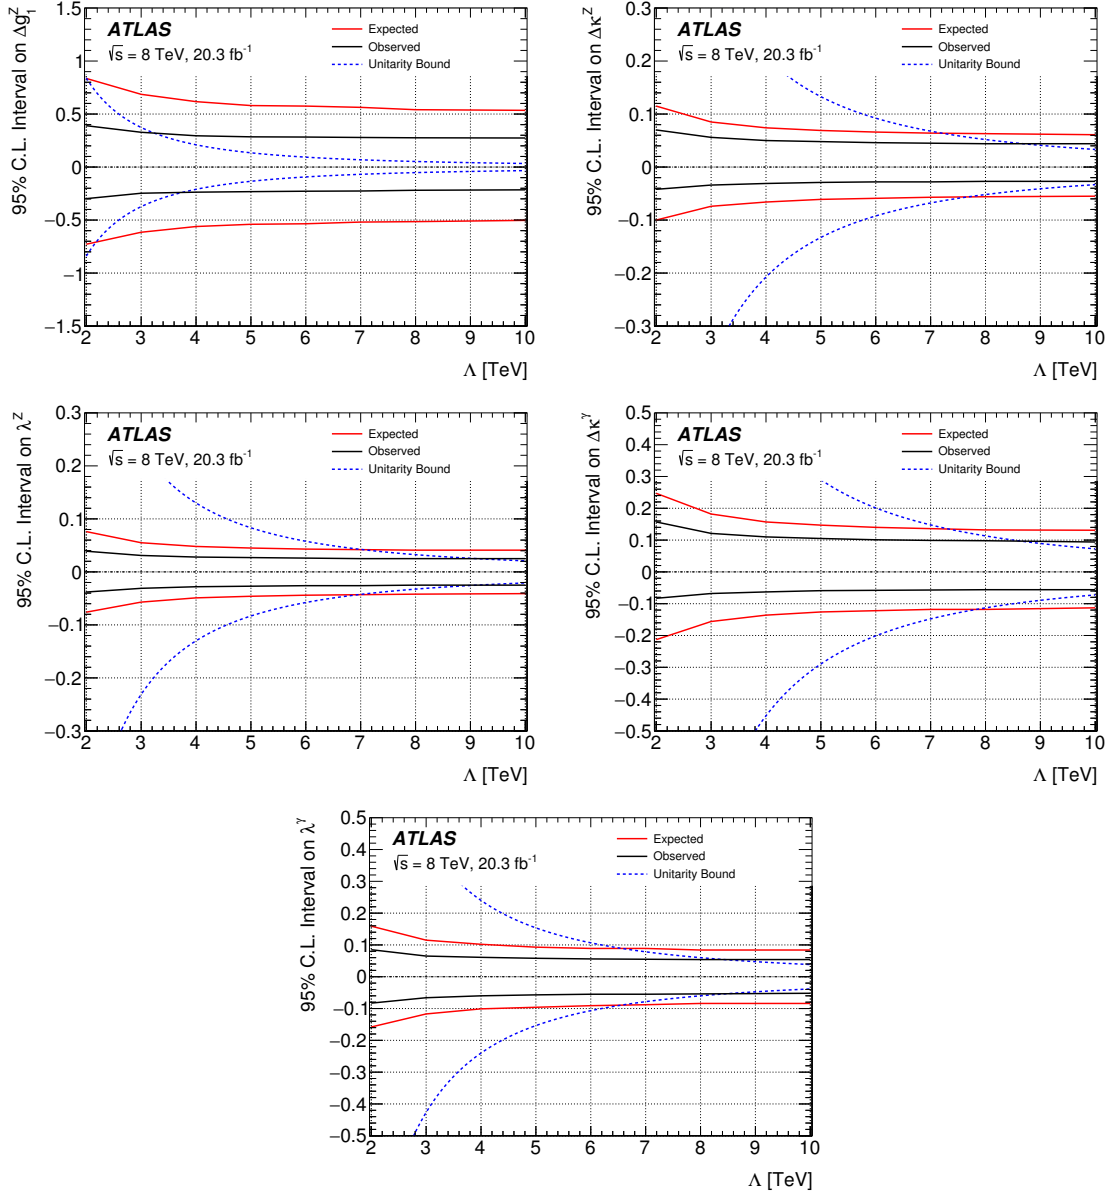 95% C.L. Interval on Δg₁ᶻ
1.5
1
0.5
0
−0.5
−1
−1.5
ATLAS
√s = 8 TeV, 20.3 fb⁻¹
Expected
Observed
Unitarity Bound
2 3 4 5 6 7 8 9 10
Λ [TeV]
95% C.L. Interval on Δκᶻ
0.3
0.2
0.1
0
−0.1
−0.2
−0.3
ATLAS
√s = 8 TeV, 20.3 fb⁻¹
Expected
Observed
Unitarity Bound
2 3 4 5 6 7 8 9 10
Λ [TeV]
95% C.L. Interval on λᶻ
0.3
0.2
0.1
0
−0.1
−0.2
−0.3
ATLAS
√s = 8 TeV, 20.3 fb⁻¹
Expected
Observed
Unitarity Bound
2 3 4 5 6 7 8 9 10
Λ [TeV]
95% C.L. Interval on Δκᵞ
0.5
0.4
0.3
0.2
0.1
0
−0.1
−0.2
−0.3
−0.4
−0.5
ATLAS
√s = 8 TeV, 20.3 fb⁻¹
Expected
Observed
Unitarity Bound
2 3 4 5 6 7 8 9 10
Λ [TeV]
95% C.L. Interval on λᵞ
0.5
0.4
0.3
0.2
0.1
0
−0.1
−0.2
−0.3
−0.4
−0.5
ATLAS
√s = 8 TeV, 20.3 fb⁻¹
Expected
Observed
Unitarity Bound
2 3 4 5 6 7 8 9 10
Λ [TeV]